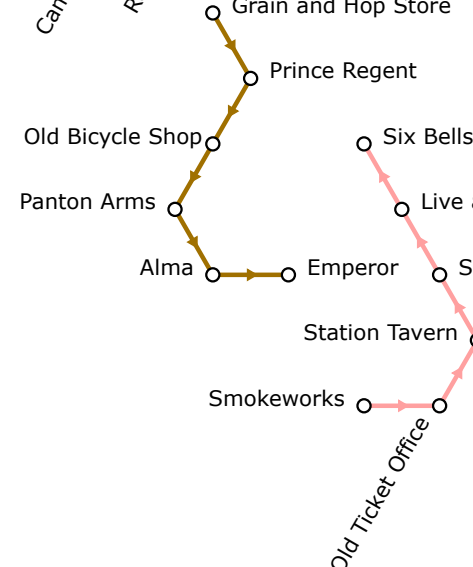 Grain and Hop Store
Prince Regent
Old Bicycle Shop
Six Bells
Panton Arms
Live
Alma
Emperor
Station Tavern
Smokeworks
Old Ticket Office